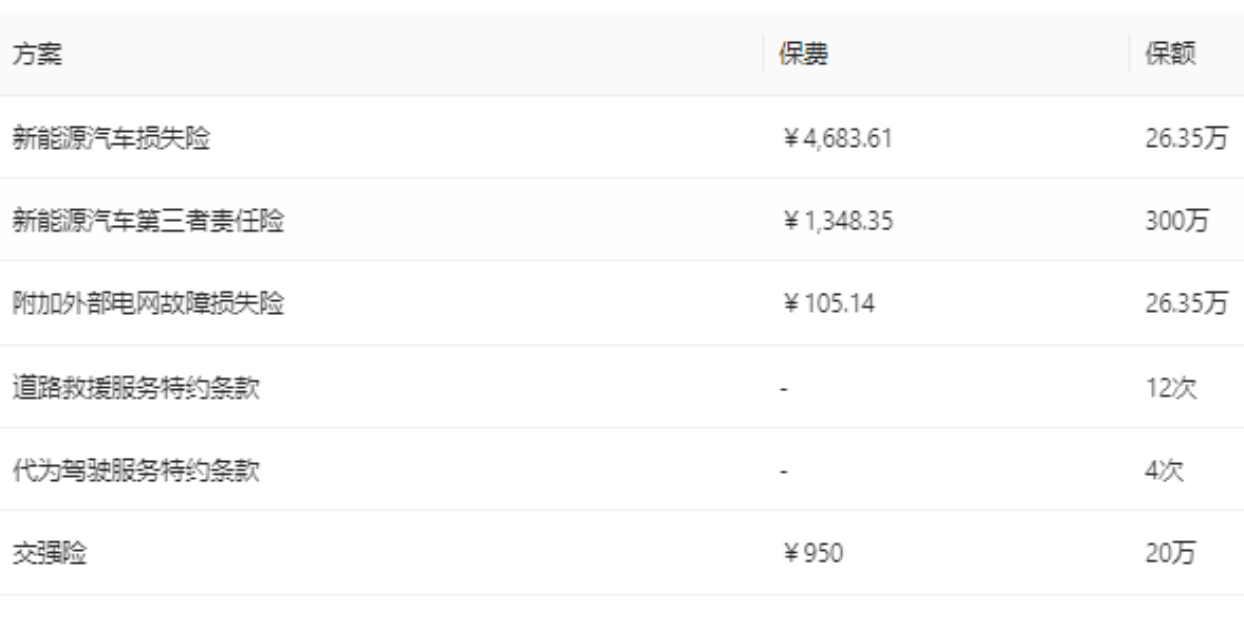 方案 保费 保额
新能源汽车损失险 ￥4,683.61 26.35万
新能源汽车第三者责任险 ￥1,348.35 300万
附加外部电网故障损失险 ￥105.14 26.35万
道路救援服务特约条款 - 12次
代为驾驶服务特约条款 - 4次
交强险 ￥950 20万